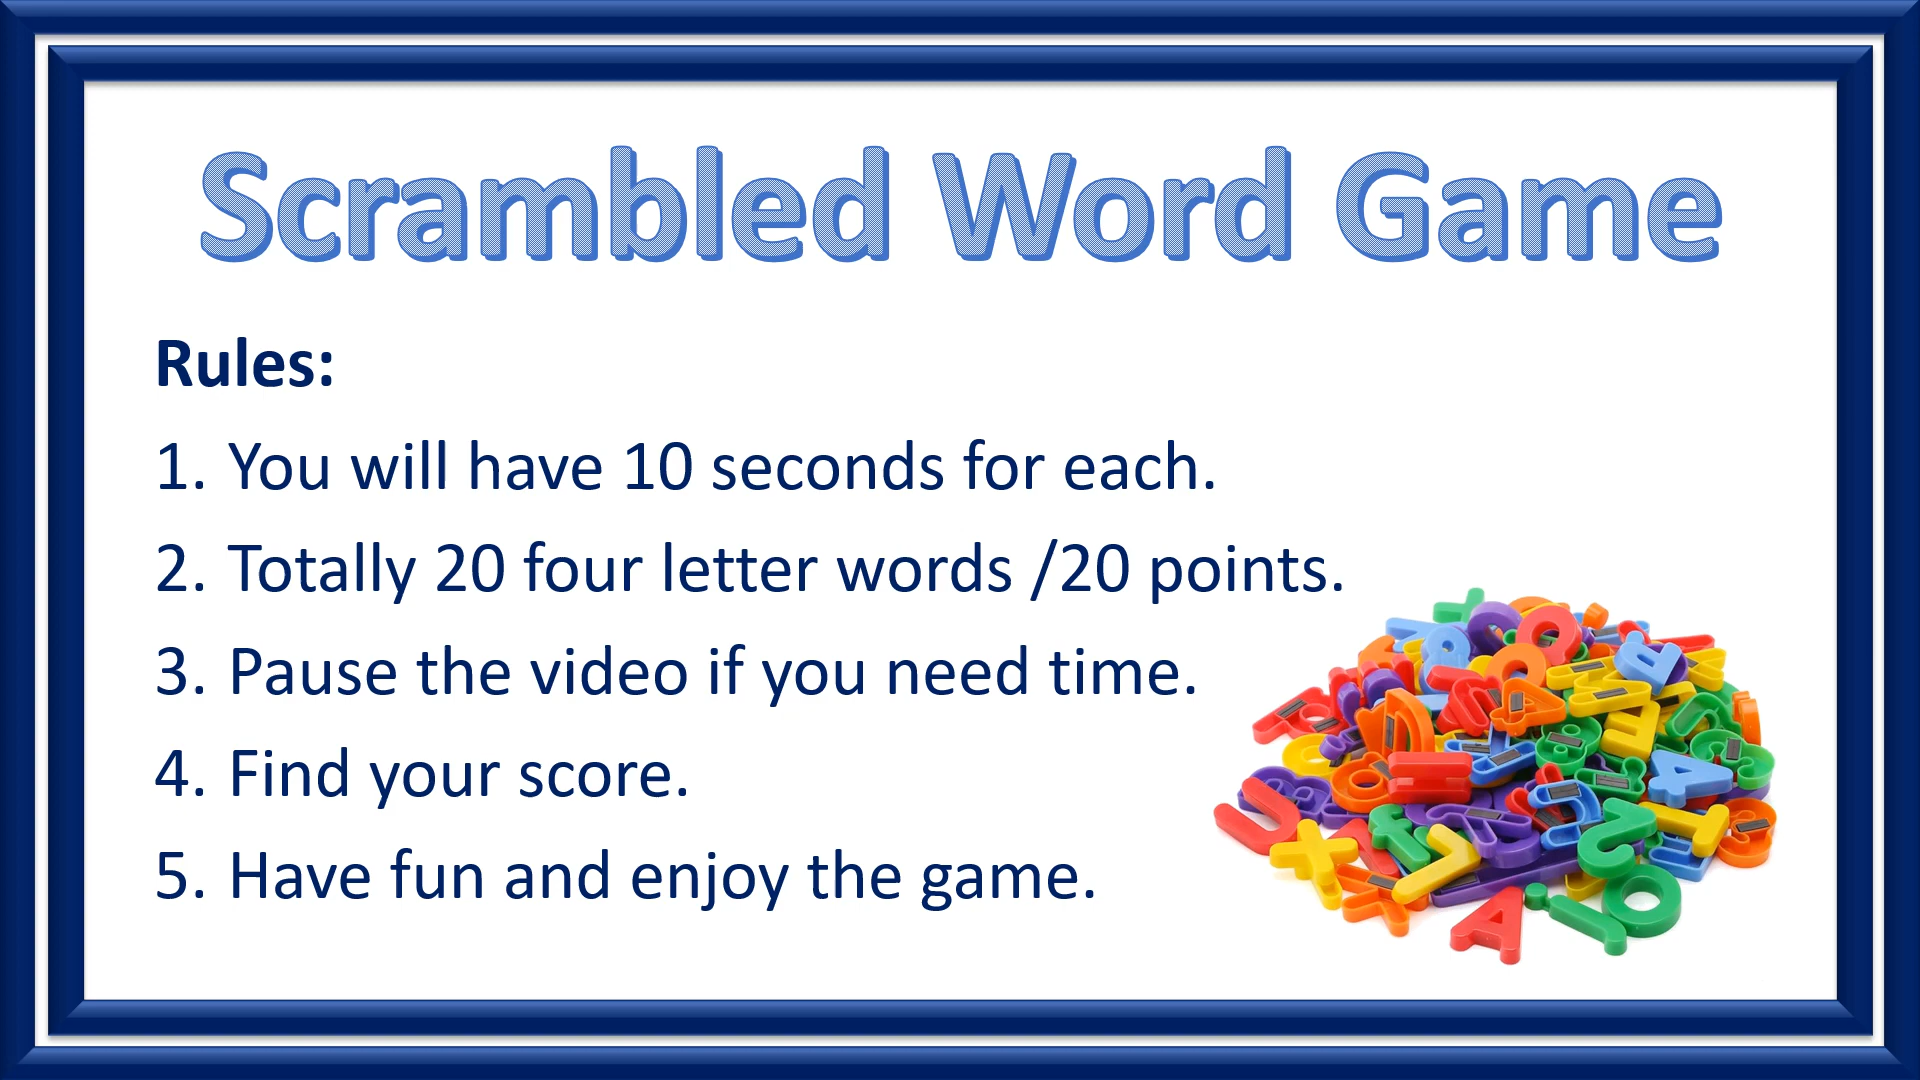 Scrambled Word Game
Rules:
1. You will have 10 seconds for each.
2. Totally 20 four letter words /20 points.
3. Pause the video if you need time.
4. Find your score.
5. Have fun and enjoy the game.